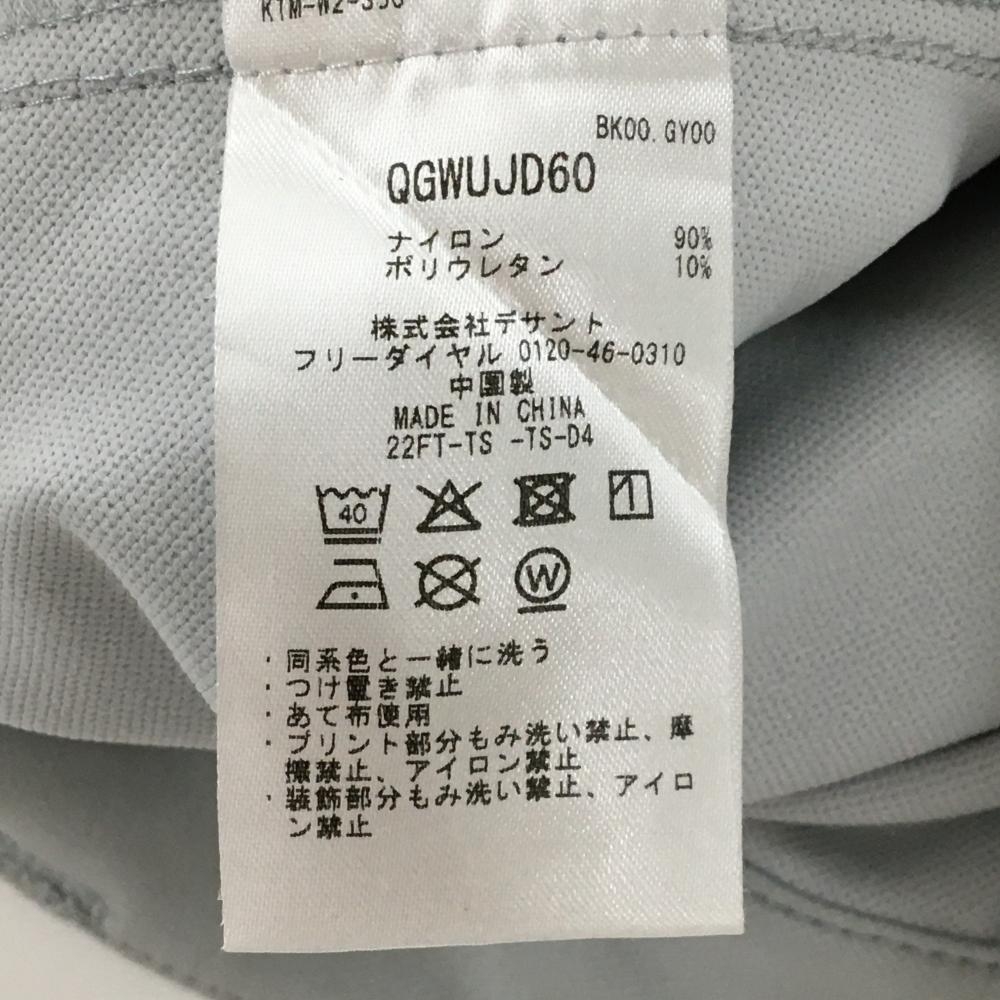 BK00.GY00
QGWUJD60
ナイロン 90%
ポリウレタン 10%
株式会社デサント
フリーダイヤル 0120-46-0310
中国製
MADE IN CHINA
22FT-TS -TS-D4
40
W
・同系色と一緒に洗う
・つけ置き禁止
・あて布使用
・プリント部分もみ洗い禁止、摩
擦禁止、アイロン禁止
・装飾部分もみ洗い禁止、アイロ
ン禁止